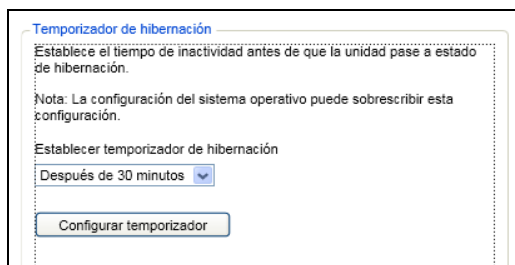 Temporizador de hibernación
Establece el tiempo de inactividad antes de que la unidad pase a estado
de hibernación.
Nota: La configuración del sistema operativo puede sobrescribir esta
configuración.
Establecer temporizador de hibernación
Después de 30 minutos
Configurar temporizador